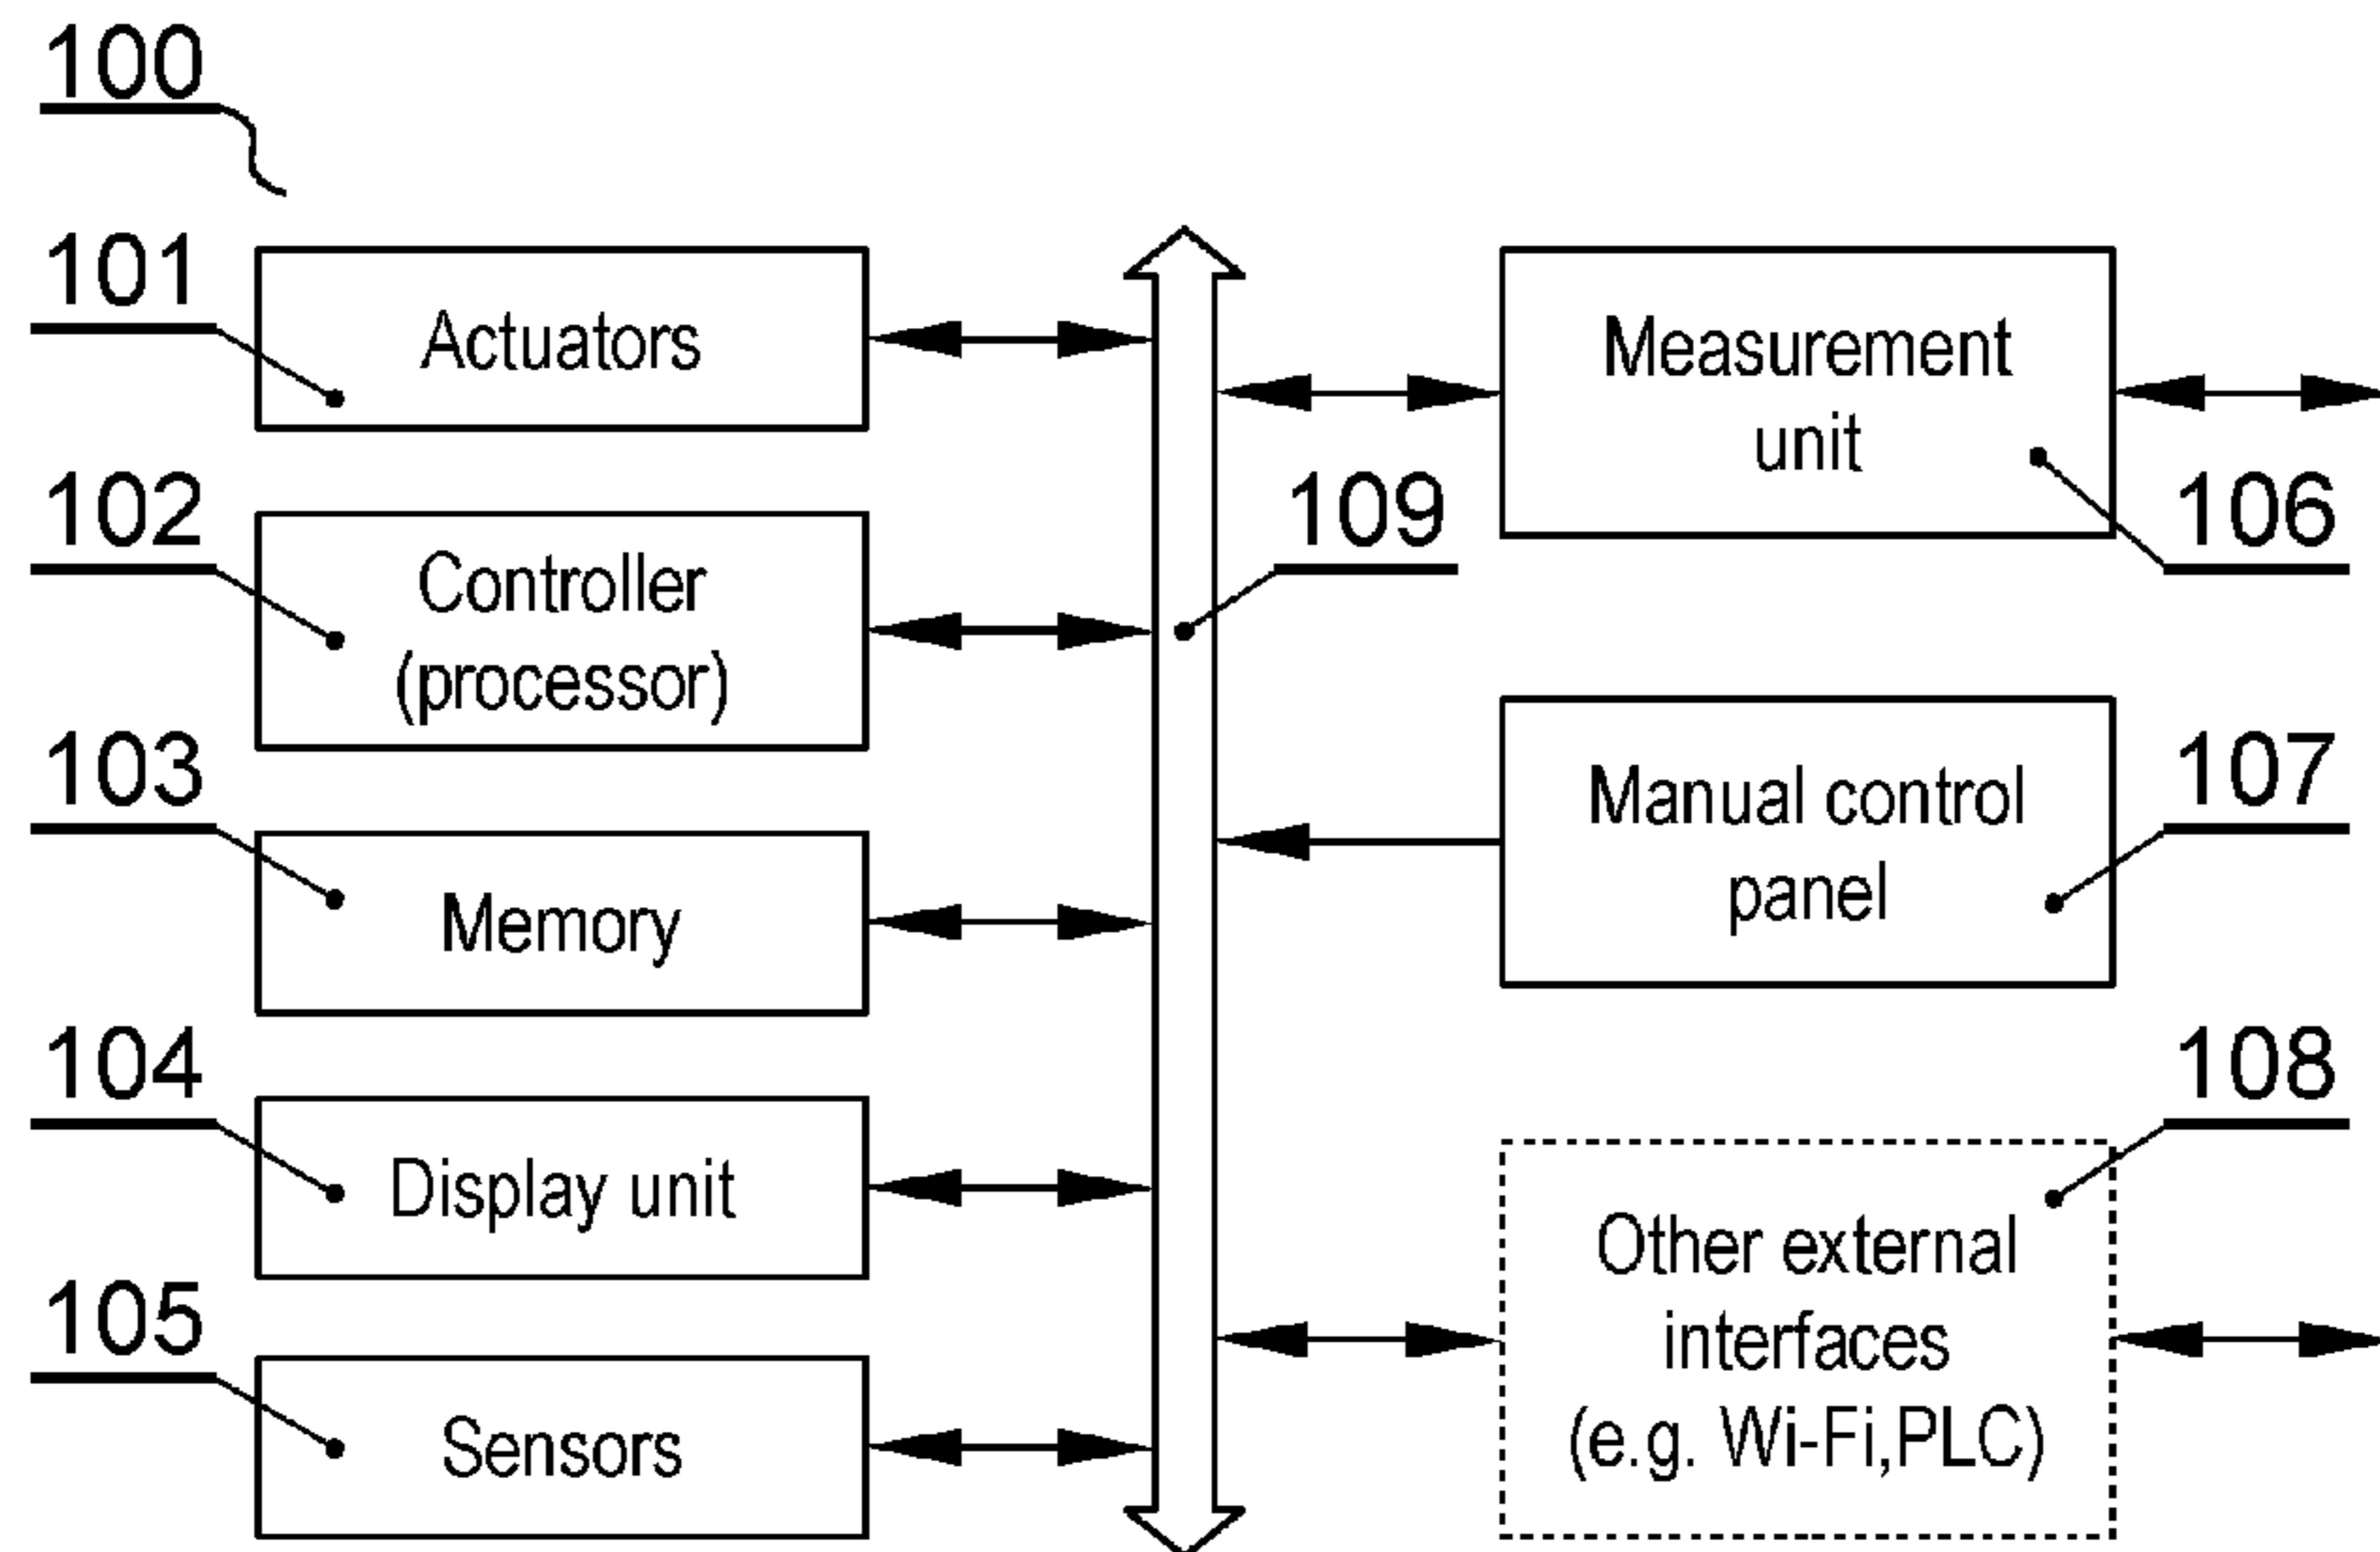 100
101
Actuators
Measurement
unit
102
Controller
(processor)
109
106
103
Memory
Manual control
panel
107
104
Display unit
108
Other external
interfaces
(e.g. Wi-Fi,PLC)
105
Sensors